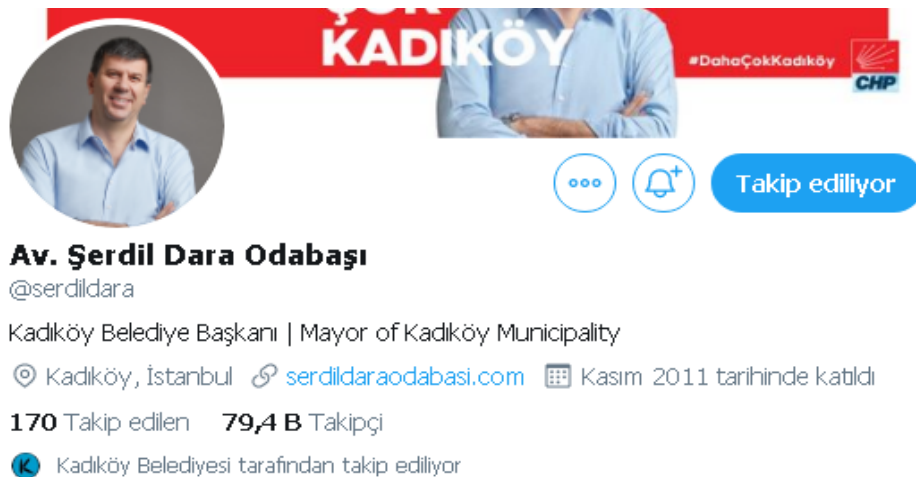 ÇOK
KADIKÖY
#DahaÇokKadıköy
CHP
Takip ediliyor
Av. Şerdil Dara Odabaşı
@serdildara
Kadıköy Belediye Başkanı | Mayor of Kadıköy Municipality
Kadıköy, İstanbul serdildaraodabasi.com Kasım 2011 tarihinde katıldı
170 Takip edilen 79,4 B Takipçi
K Kadıköy Belediyesi tarafından takip ediliyor